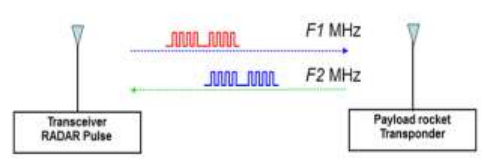 F1 MHz
F2 MHz
Transceiver
RADAR Pulse
Payload rocket
Transponder